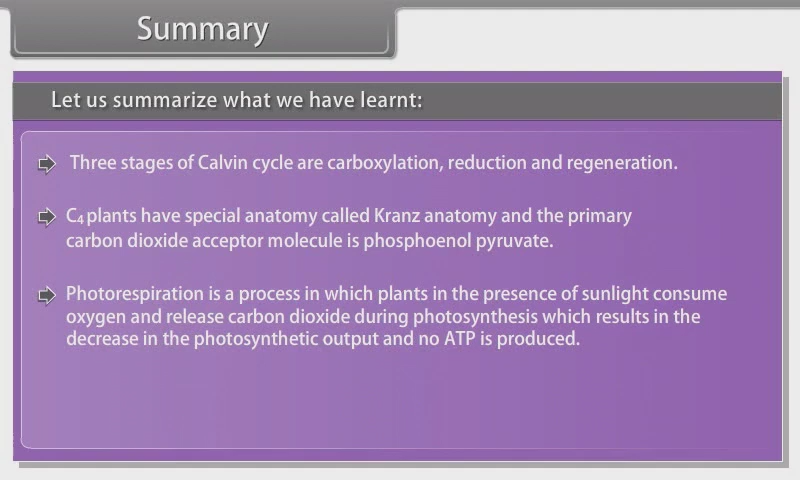 Summary
Let us summarize what we have learnt:
Three stages of Calvin cycle are carboxylation, reduction and regeneration.
C₄ plants have special anatomy called Kranz anatomy and the primary
carbon dioxide acceptor molecule is phosphoenol pyruvate.
Photorespiration is a process in which plants in the presence of sunlight consume
oxygen and release carbon dioxide during photosynthesis which results in the
decrease in the photosynthetic output and no ATP is produced.